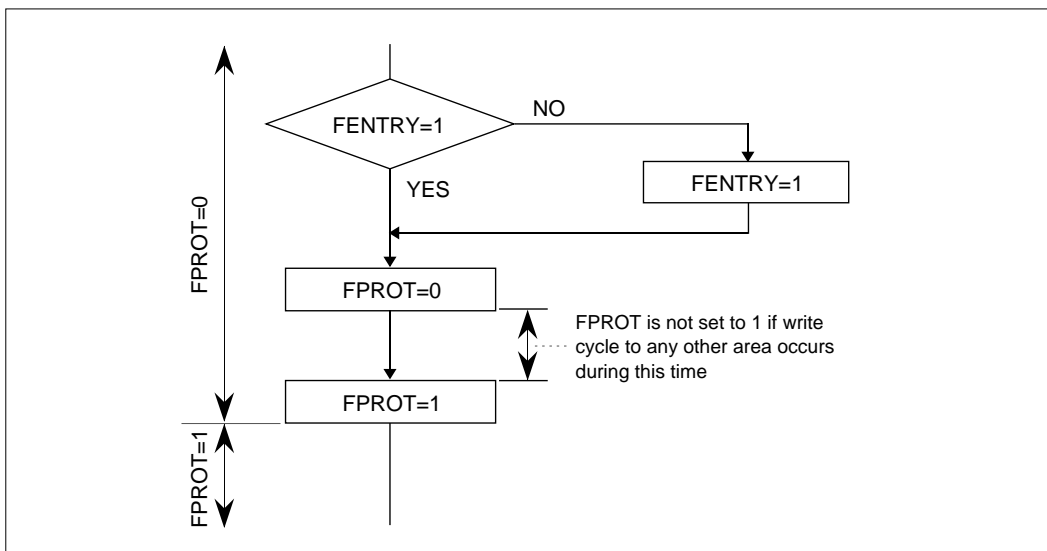 FENTRY=1
NO
YES
FENTRY=1
FPROT=0
FPROT=0
FPROT is not set to 1 if write
cycle to any other area occurs
during this time
FPROT=1
FPROT=1